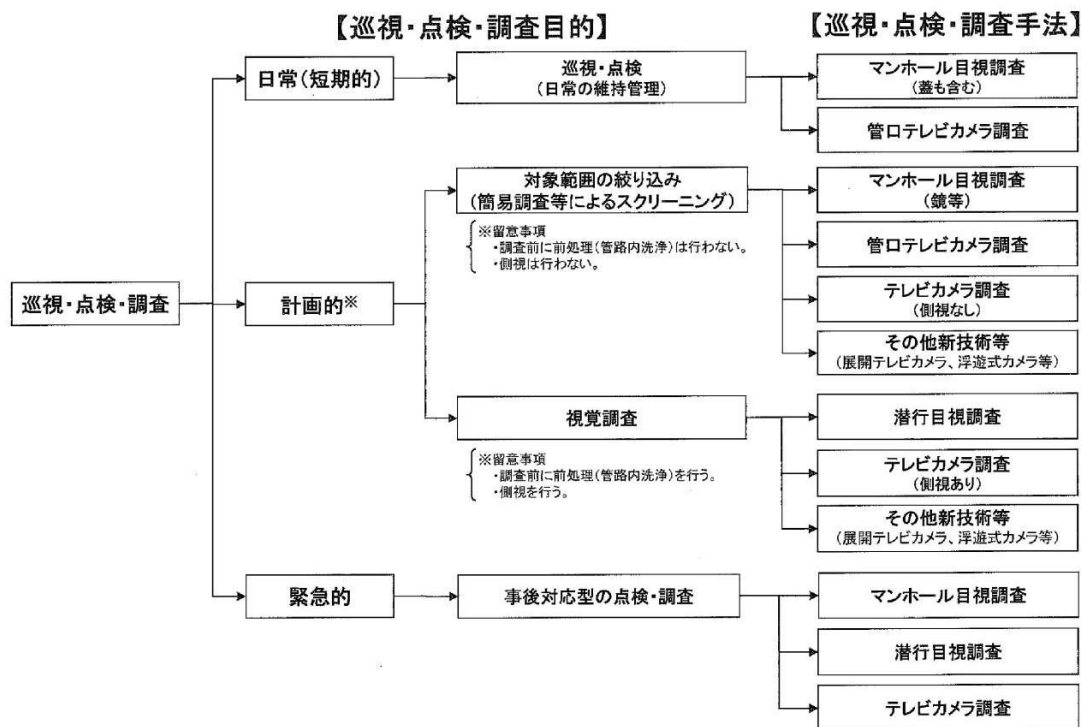 【巡視・点検・調査目的】
【巡視・点検・調査手法】
巡視・点検・調査
日常(短期的)
巡視・点検
(日常の維持管理)
マンホール目視調査
(蓋も含む)
管口テレビカメラ調査
計画的※
対象範囲の絞り込み
(簡易調査等によるスクリーニング)
※留意事項
・調査前に前処理(管路内洗浄)は行わない。
・側視は行わない。
マンホール目視調査
(鏡等)
管口テレビカメラ調査
テレビカメラ調査
(側視なし)
その他新技術等
(展開テレビカメラ、浮遊式カメラ等)
視覚調査
※留意事項
・調査前に前処理(管路内洗浄)を行う。
・側視を行う。
潜行目視調査
テレビカメラ調査
(側視あり)
その他新技術等
(展開テレビカメラ、浮遊式カメラ等)
緊急的
事後対応型の点検・調査
マンホール目視調査
潜行目視調査
テレビカメラ調査